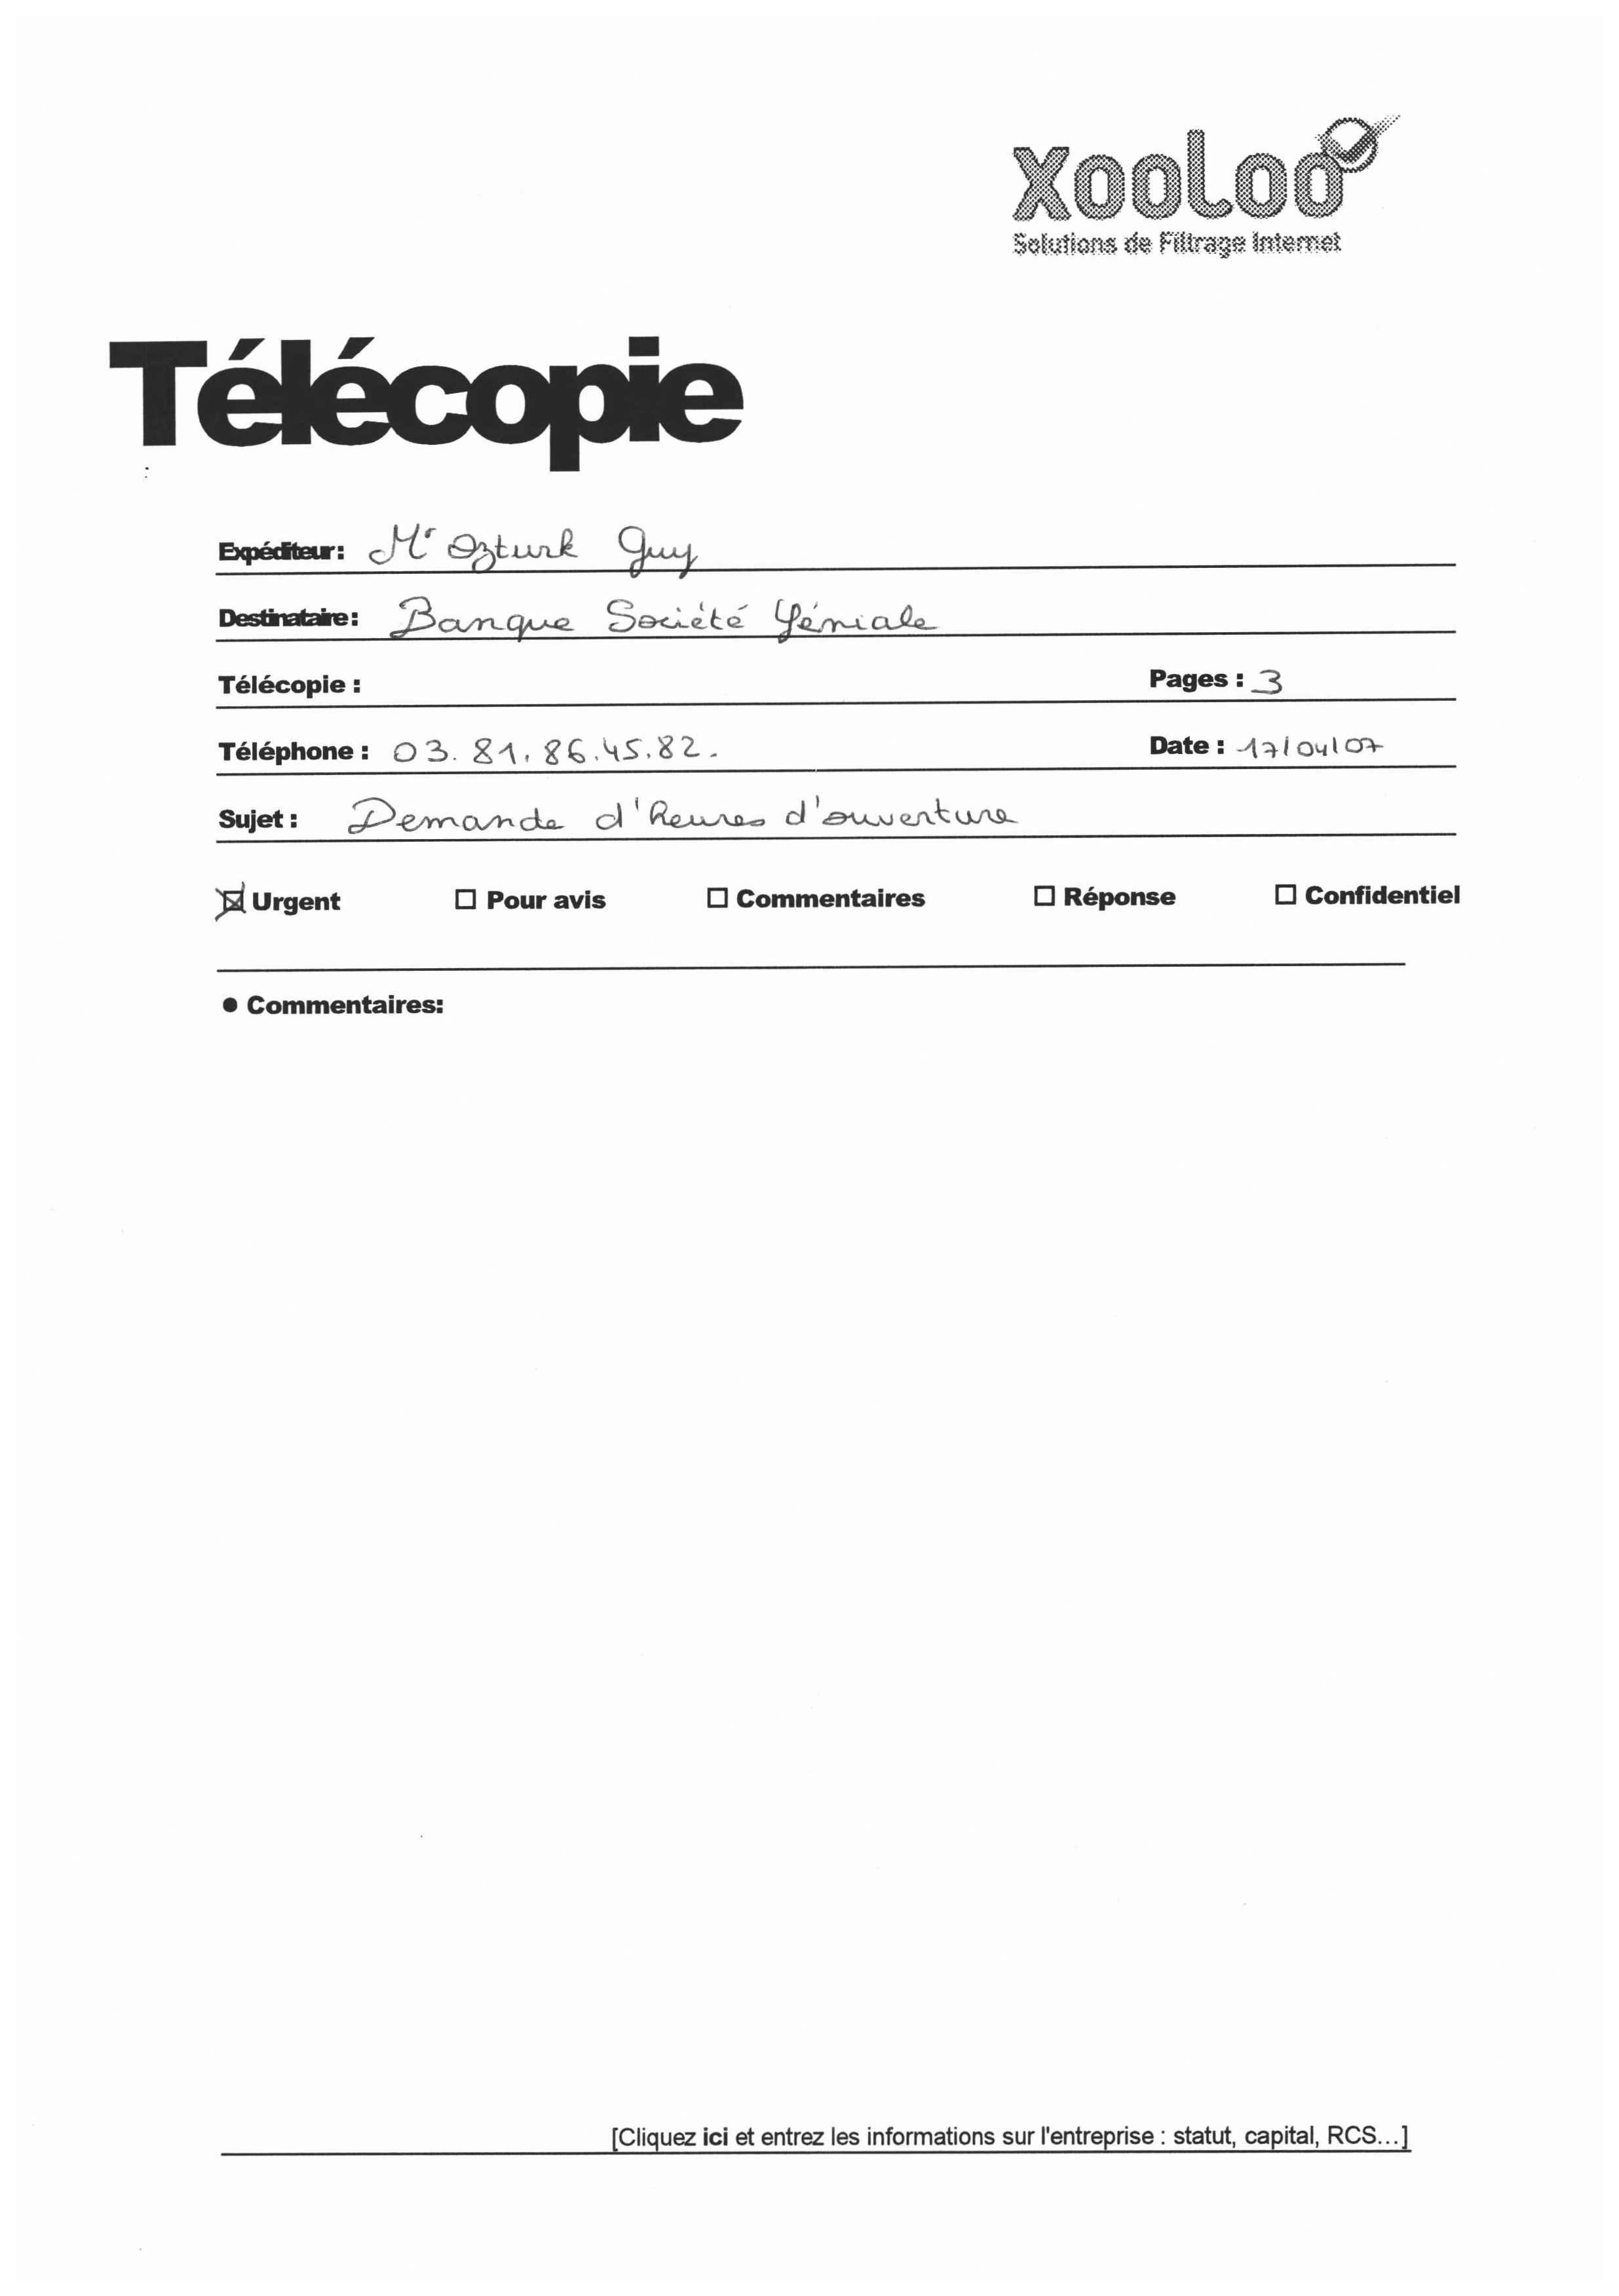 xooloo
Solutions de Filtrage Internet
Télécopie
:
Expéditeur: Mr Ozturk Guy
Destinataire: Banque Société Géniale
Télécopie : Pages : 3
Téléphone : 03.81.86.45.82. Date : 17/04/07
Sujet : Demande d'heures d'ouverture
☒ Urgent ☐ Pour avis ☐ Commentaires ☐ Réponse ☐ Confidentiel
● Commentaires:
[Cliquez ici et entrez les informations sur l'entreprise : statut, capital, RCS...]